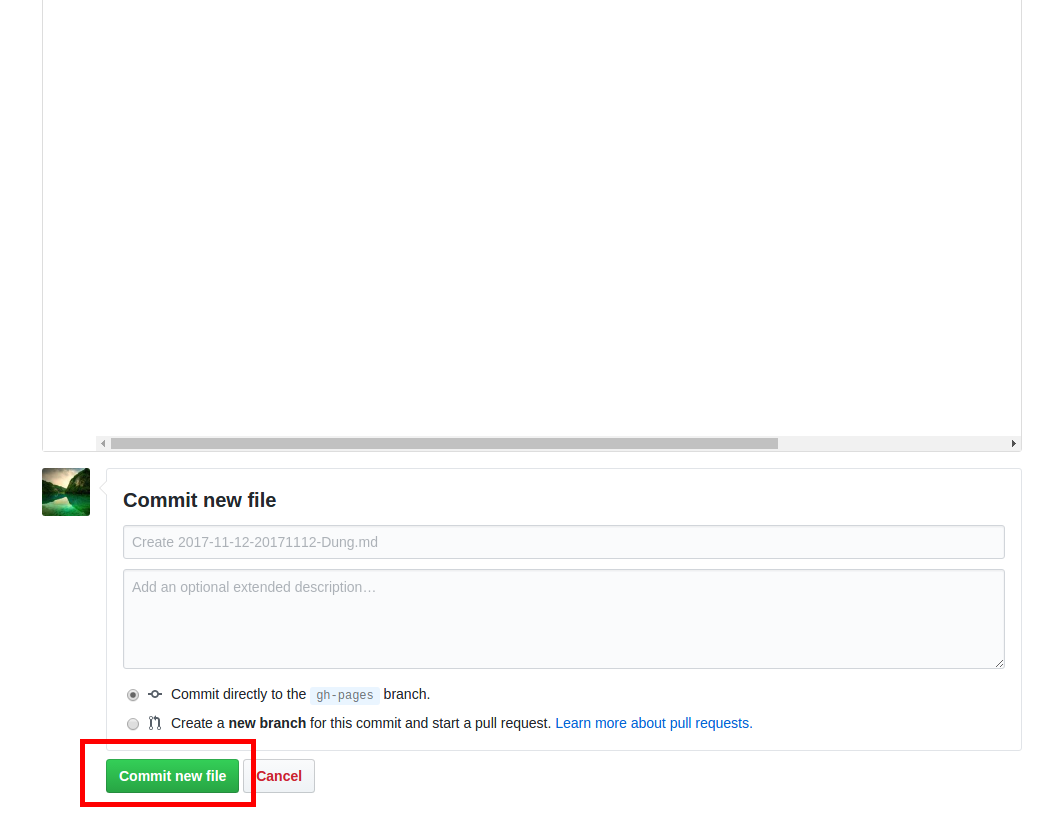 Commit new file
Create 2017-11-12-20171112-Dung.md
Add an optional extended description…
Commit directly to the gh-pages branch.
Create a new branch for this commit and start a pull request. Learn more about pull requests.
Commit new file Cancel